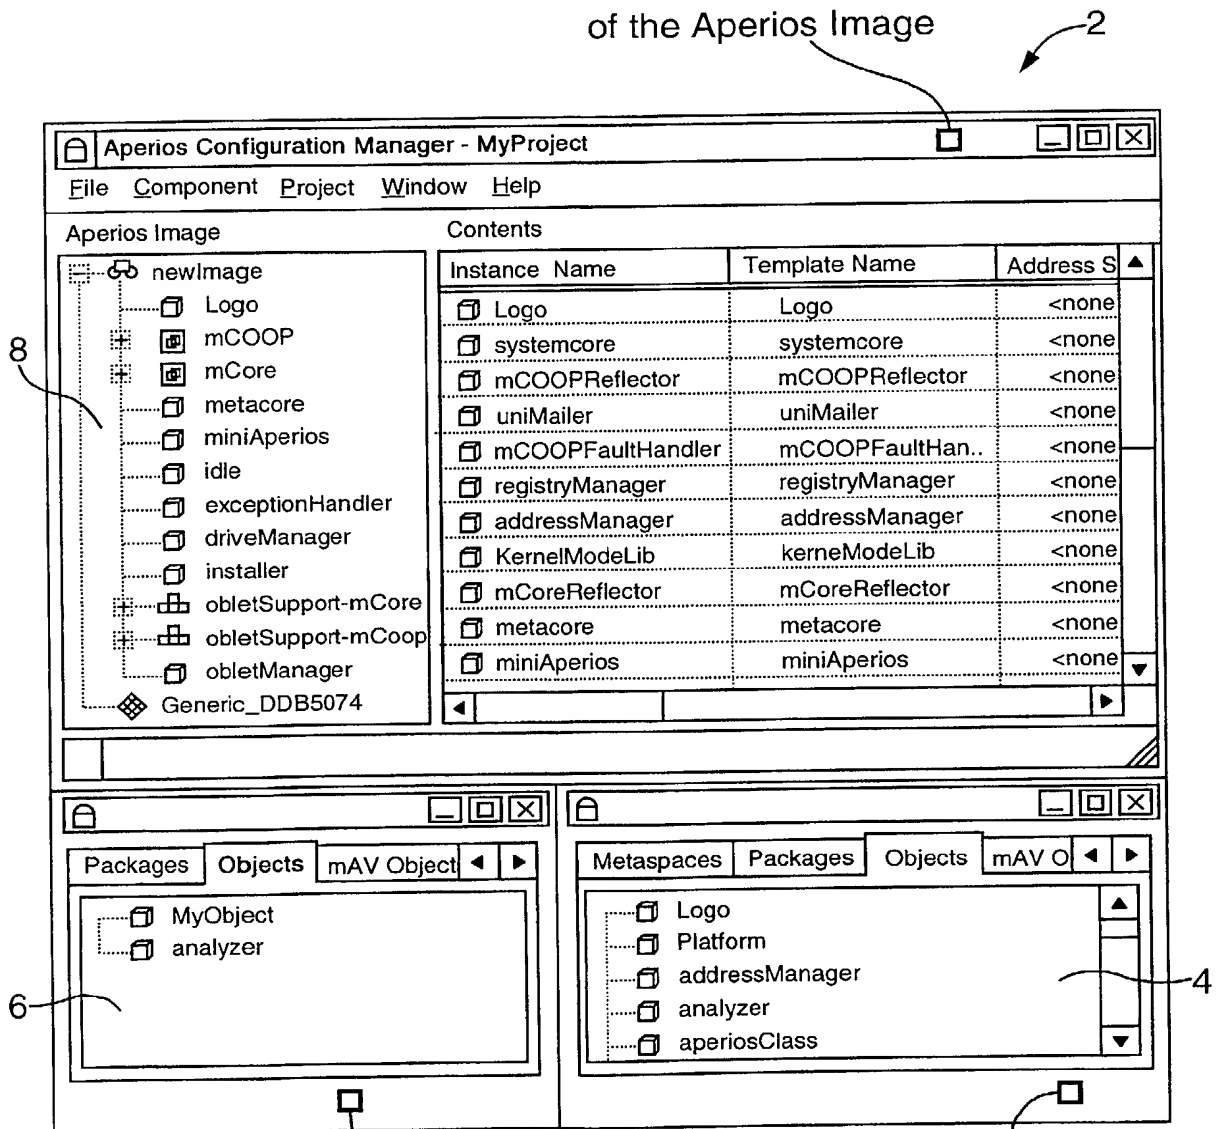 of the Aperios Image
2
Aperios Configuration Manager - MyProject
File Component Project Window Help
Aperios Image
newImage
Logo
mCOOP
mCore
metacore
miniAperios
idle
exceptionHandler
driveManager
installer
obletSupport-mCore
obletSupport-mCoop
obletManager
Generic_DDB5074
8
Contents
Instance Name Template Name Address S
Logo Logo <none
systemcore systemcore <none
mCOOPReflector mCOOPReflector <none
uniMailer uniMailer <none
mCOOPFaultHandler mCOOPFaultHan.. <none
registryManager registryManager <none
addressManager addressManager <none
KernelModeLib kerneModeLib <none
mCoreReflector mCoreReflector <none
metacore metacore <none
miniAperios miniAperios <none
Packages Objects mAV Object
MyObject
analyzer
6
Metaspaces Packages Objects mAV O
Logo
Platform
addressManager
analyzer
aperiosClass
4